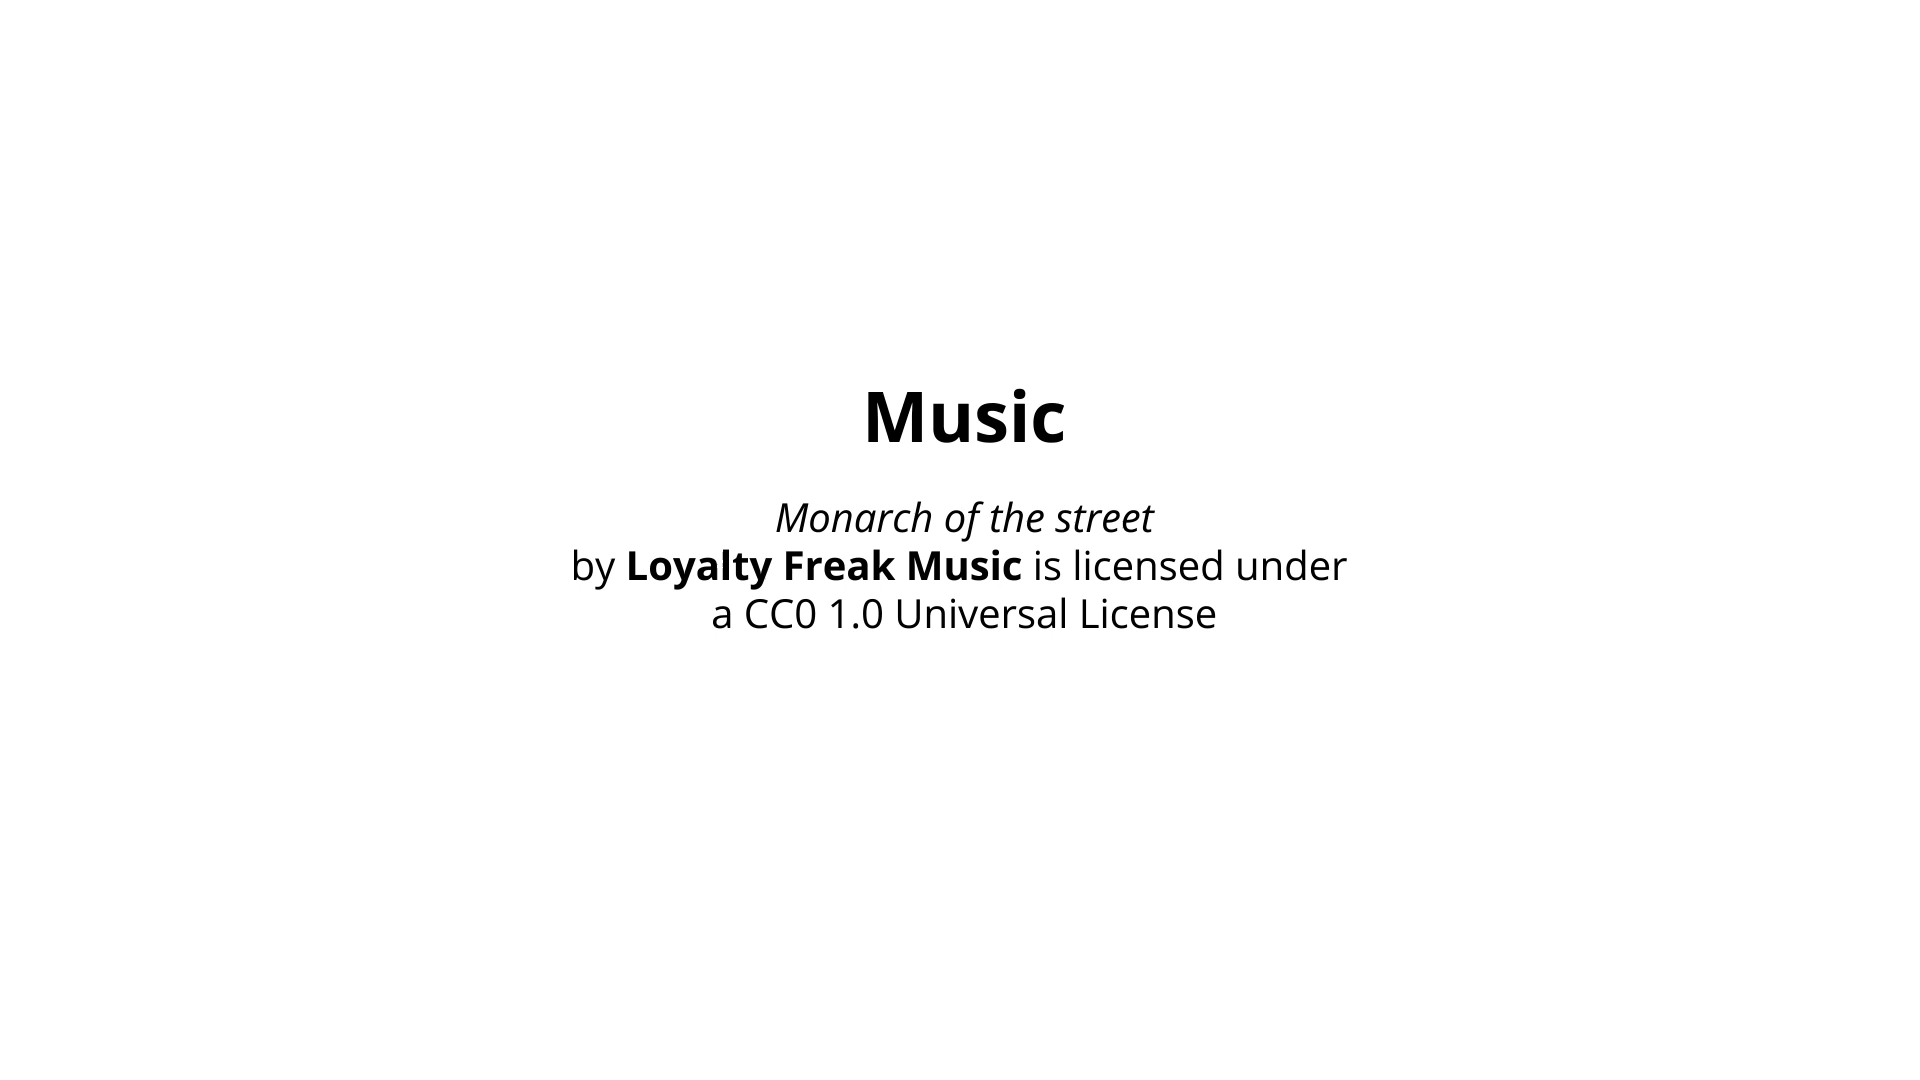 Music
Monarch of the street
by Loyalty Freak Music is licensed under
a CC0 1.0 Universal License